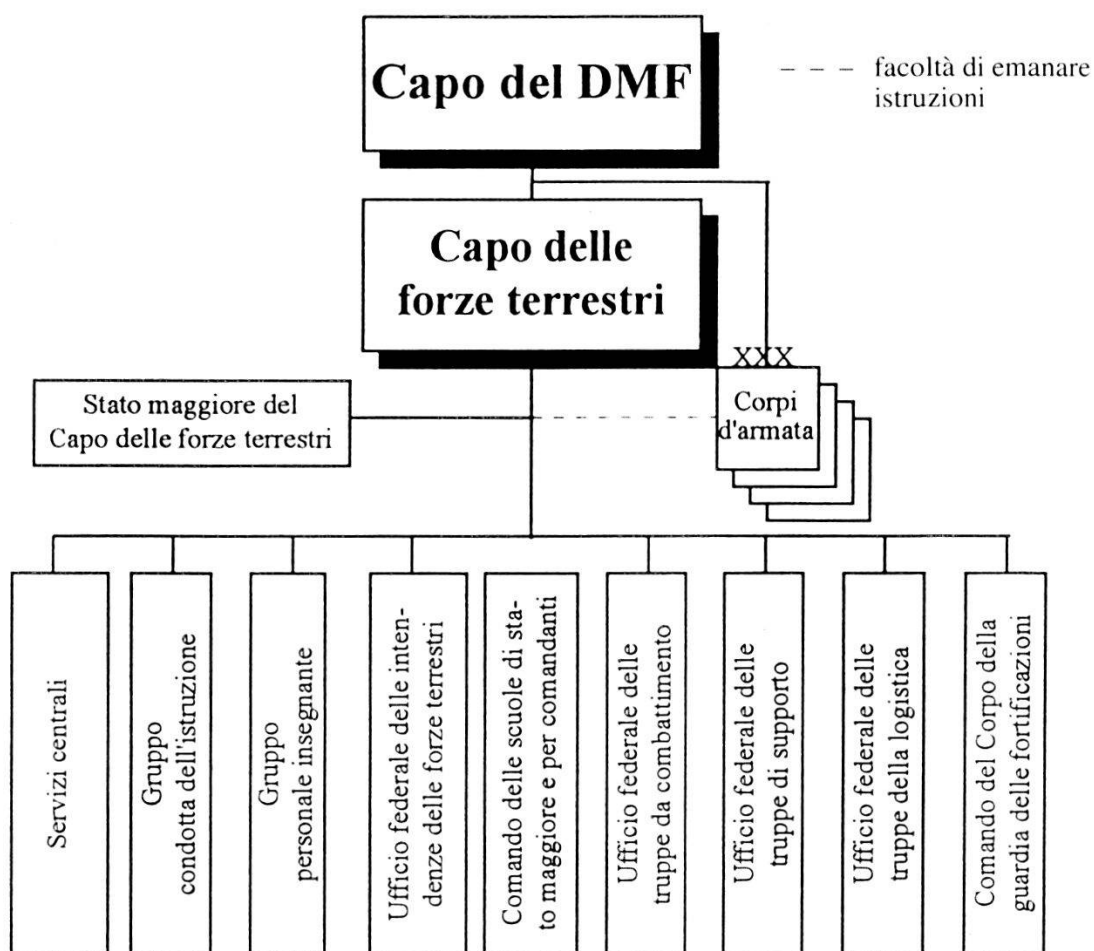 Capo del DMF
– – – facoltà di emanare
istruzioni
Capo delle
forze terrestri
XXX
Corpi
d'armata
Stato maggiore del
Capo delle forze terrestri
Servizi centrali
Gruppo
condotta dell'istruzione
Gruppo
personale insegnante
Ufficio federale delle inten-
denze delle forze terrestri
Comando delle scuole di sta-
to maggiore e per comandanti
Ufficio federale delle
truppe da combattimento
Ufficio federale delle
truppe di supporto
Ufficio federale delle
truppe della logistica
Comando del Corpo della
guardia delle fortificazioni